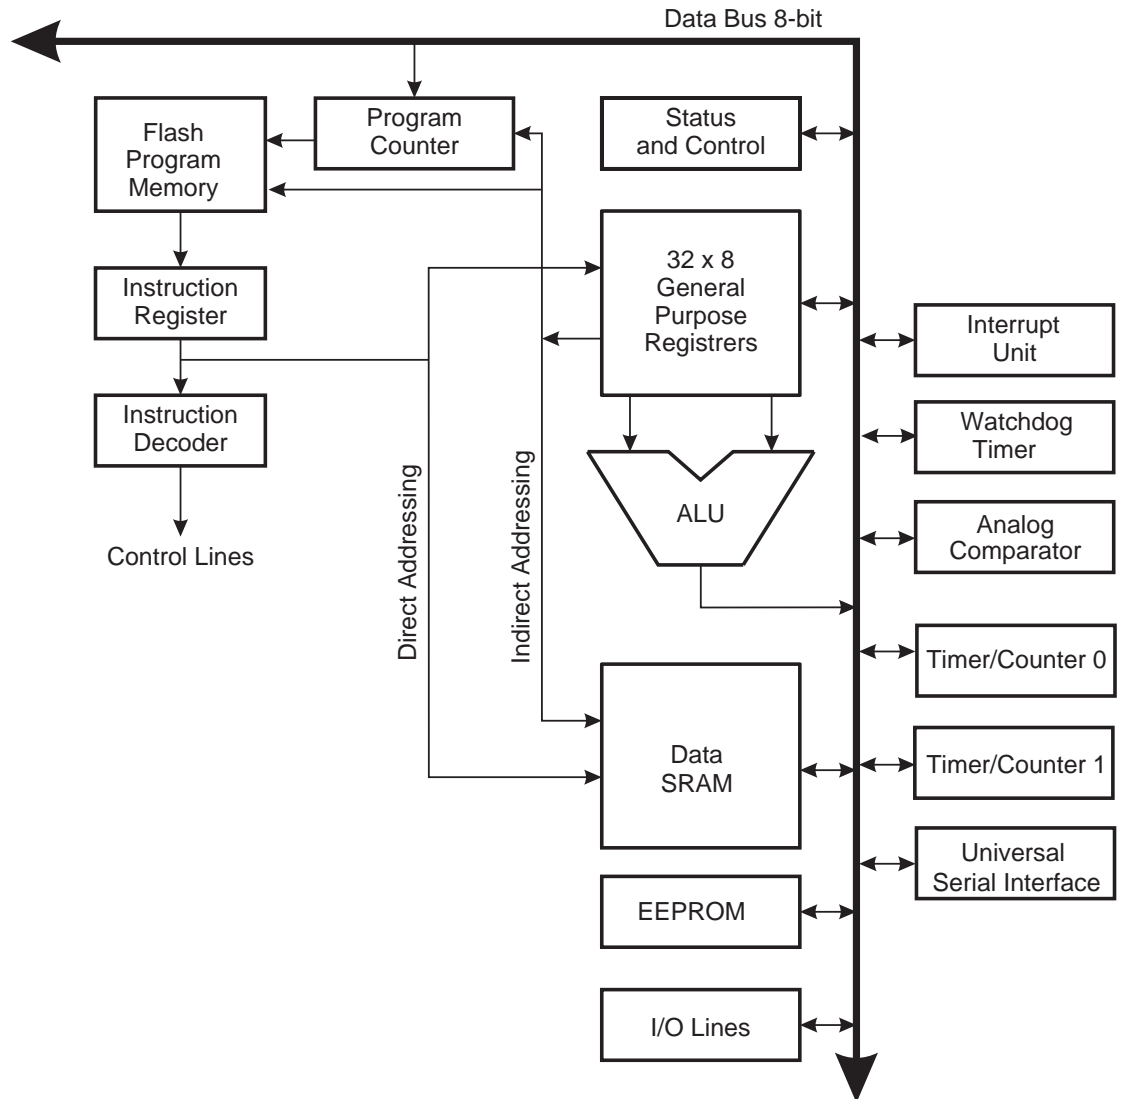 Data Bus 8-bit
Flash
Program
Memory
Program
Counter
Status
and Control
32 x 8
General
Purpose
Registrers
Instruction
Register
Instruction
Decoder
Control Lines
Direct Addressing
Indirect Addressing
ALU
Interrupt
Unit
Watchdog
Timer
Analog
Comparator
Timer/Counter 0
Data
SRAM
Timer/Counter 1
Universal
Serial Interface
EEPROM
I/O Lines